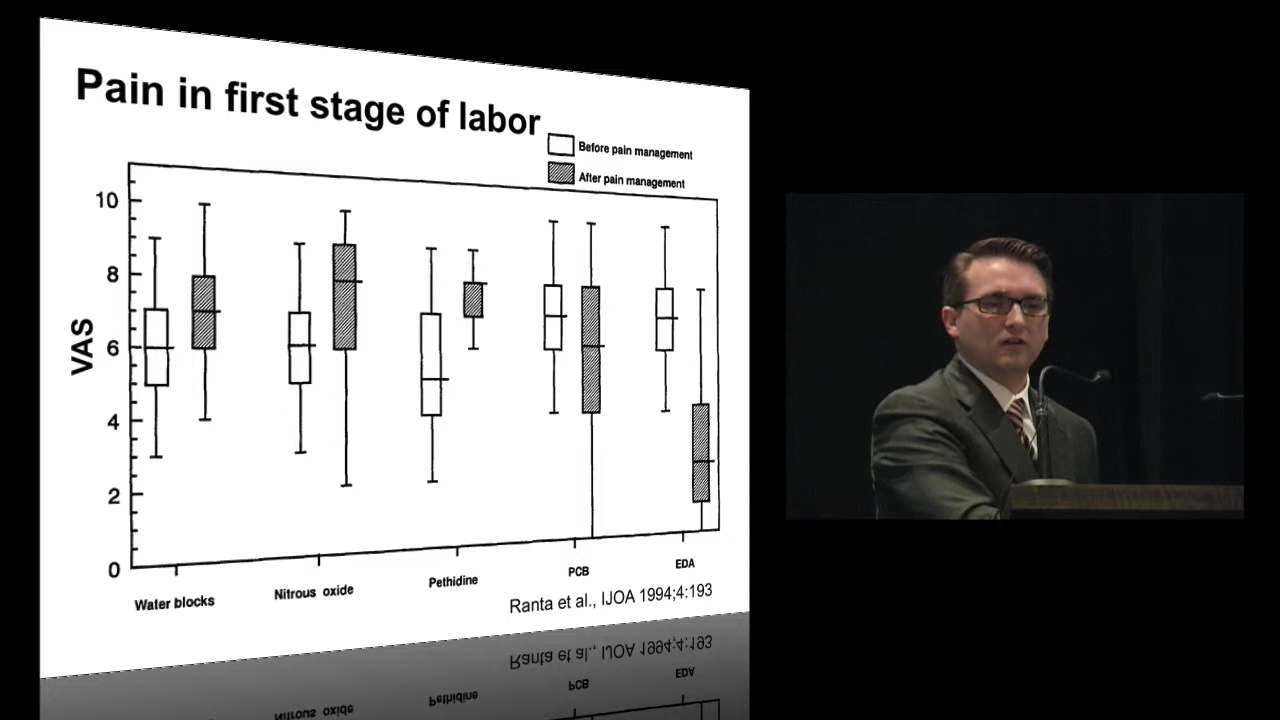 Pain in first stage of labor
Before pain management
After pain management
10
8
6
4
2
0
VAS
Water blocks
Nitrous oxide
Pethidine
PCB
EDA
Ranta et al., IJOA 1994;4:193